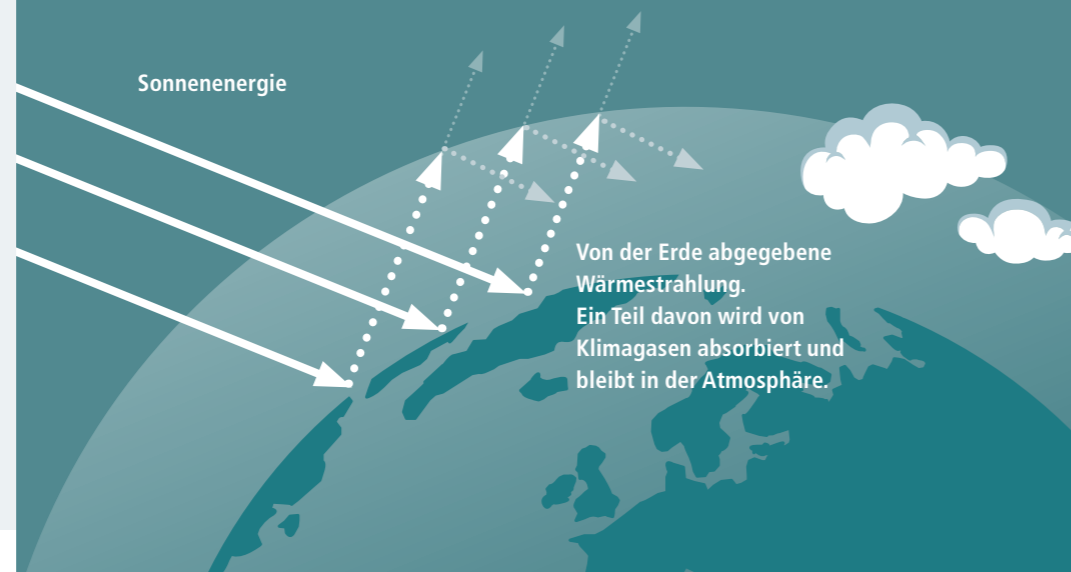 Sonnenenergie
Von der Erde abgegebene
Wärmestrahlung.
Ein Teil davon wird von
Klimagasen absorbiert und
bleibt in der Atmosphäre.